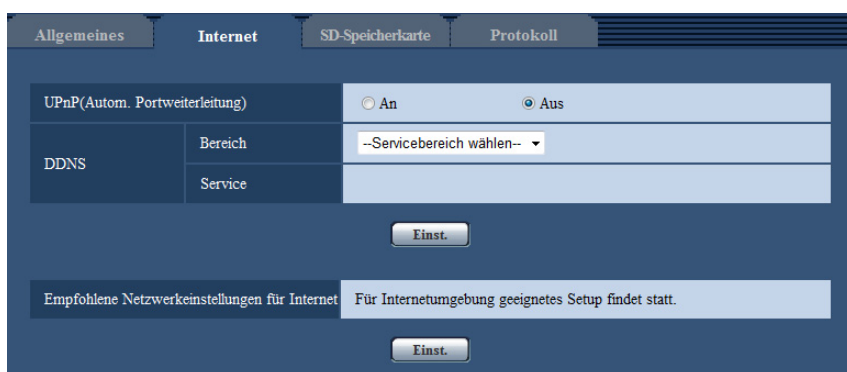 Allgemeines Internet SD-Speicherkarte Protokoll
UPnP(Autom. Portweiterleitung) An Aus
DDNS
Bereich --Servicebereich wählen--
Service
Einst.
Empfohlene Netzwerkeinstellungen für Internet Für Internetumgebung geeignetes Setup findet statt.
Einst.